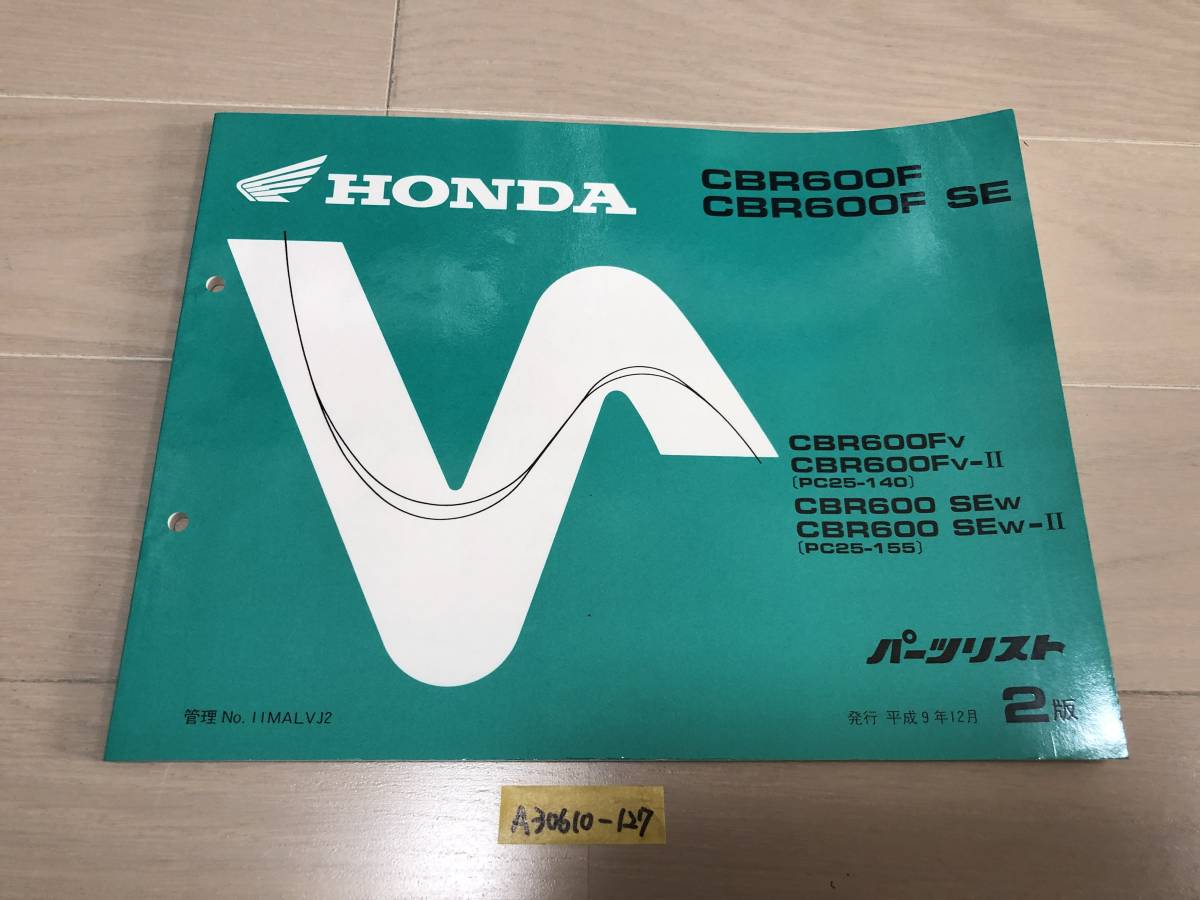 HONDA
CBR600F
CBR600F SE
CBR600Fv
CBR600Fv-II
(PC25-140)
CBR600 SEw
CBR600 SEw-II
(PC25-155)
パーツリスト
管理 No. 11MALVJ2
発行 平成9年12月
2版
A30610-127